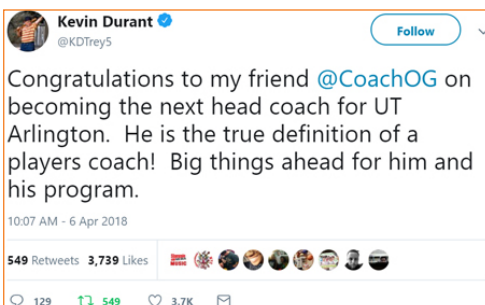 Kevin Durant
@KDTrey5
Follow
Congratulations to my friend @CoachOG on
becoming the next head coach for UT
Arlington.  He is the true definition of a
players coach!  Big things ahead for him and
his program.
10:07 AM - 6 Apr 2018
549 Retweets  3,739 Likes
129  549  3.7K